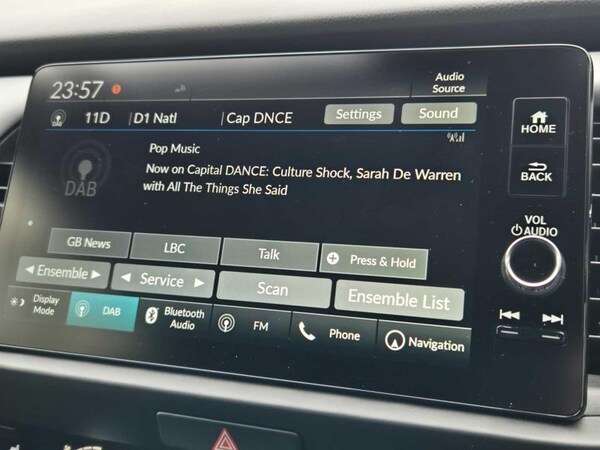 23:57
Audio
Source
DAB 11D D1 Natl Cap DNCE Settings Sound
DAB
Pop Music
Now on Capital DANCE: Culture Shock, Sarah De Warren
with All The Things She Said
GB News LBC Talk Press & Hold
Ensemble Service Scan Ensemble List
Display
Mode
DAB
Bluetooth
Audio
FM
Phone
Navigation
HOME
BACK
VOL
AUDIO